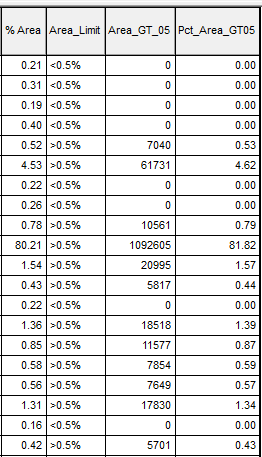 % Area Area_Limit Area_GT_05 Pct_Area_GT05
0.21 <0.5% 0 0.00
0.31 <0.5% 0 0.00
0.19 <0.5% 0 0.00
0.40 <0.5% 0 0.00
0.52 >0.5% 7040 0.53
4.53 >0.5% 61731 4.62
0.22 <0.5% 0 0.00
0.26 <0.5% 0 0.00
0.78 >0.5% 10561 0.79
80.21 >0.5% 1092605 81.82
1.54 >0.5% 20995 1.57
0.43 >0.5% 5817 0.44
0.22 <0.5% 0 0.00
1.36 >0.5% 18518 1.39
0.85 >0.5% 11577 0.87
0.58 >0.5% 7854 0.59
0.56 >0.5% 7649 0.57
1.31 >0.5% 17830 1.34
0.16 <0.5% 0 0.00
0.42 >0.5% 5701 0.43